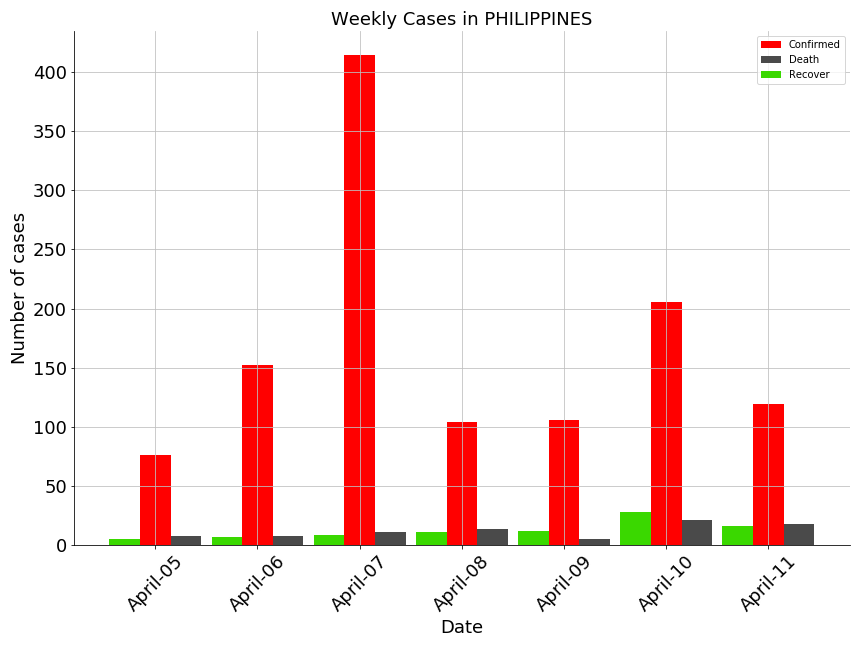 Weekly Cases in PHILIPPINES
Confirmed
Death
Recover
Number of cases
400
350
300
250
200
150
100
50
0
April-05
April-06
April-07
April-08
April-09
April-10
April-11
Date